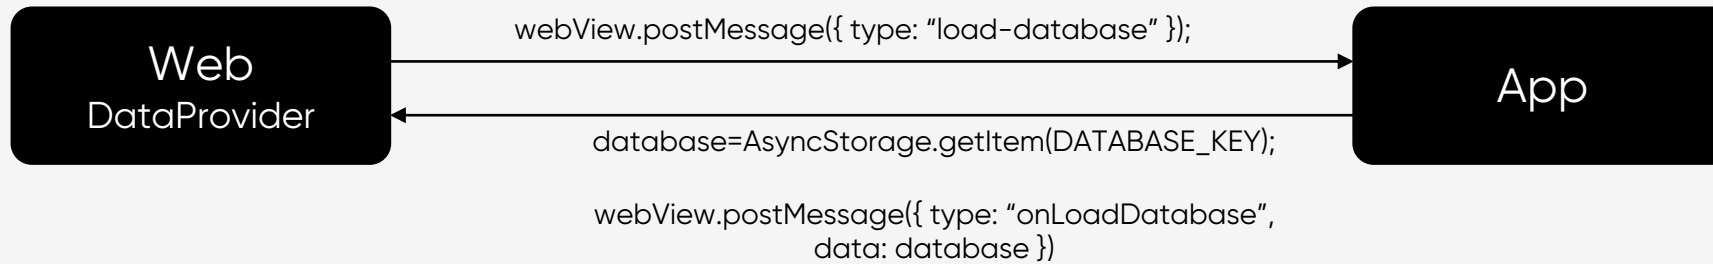 Web
DataProvider
webView.postMessage({ type: “load-database” });
App
database=AsyncStorage.getItem(DATABASE_KEY);
webView.postMessage({ type: “onLoadDatabase”,
data: database })